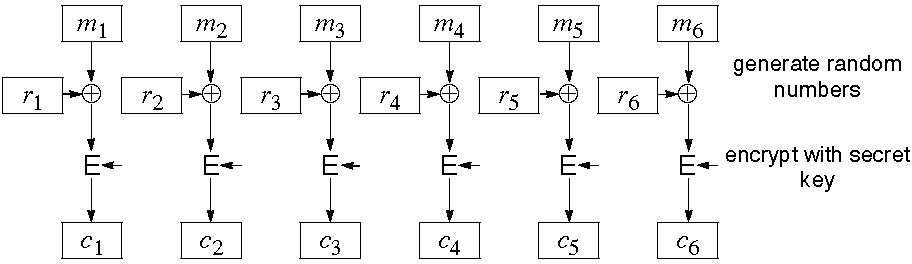 m1 m2 m3 m4 m5 m6
generate random
numbers
r1 r2 r3 r4 r5 r6
E E E E E E
encrypt with secret
key
c1 c2 c3 c4 c5 c6